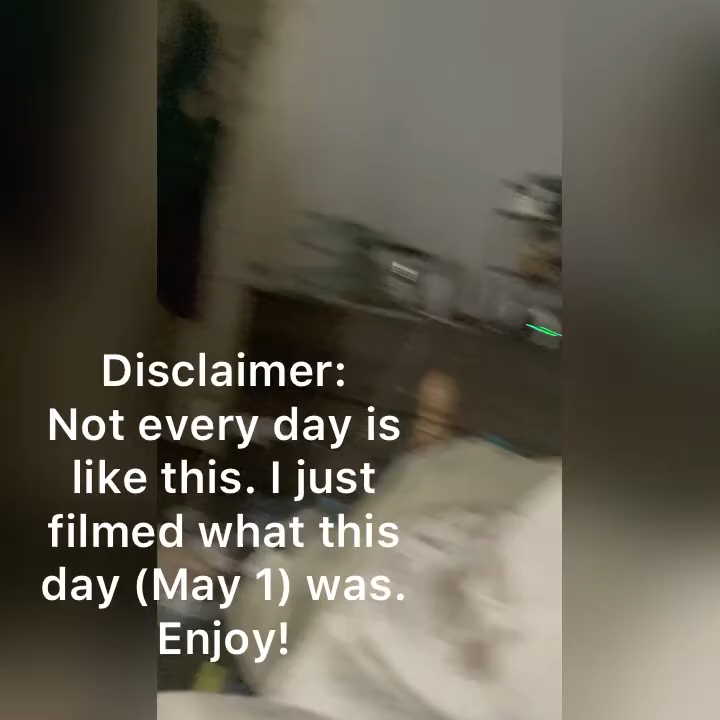 Disclaimer:
Not every day is
like this. I just
filmed what this
day (May 1) was.
Enjoy!